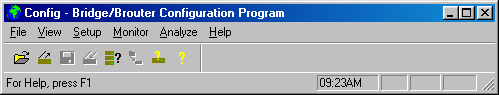 Config - Bridge/Brouter Configuration Program
File View Setup Monitor Analyze Help
For Help, press F1 09:23AM